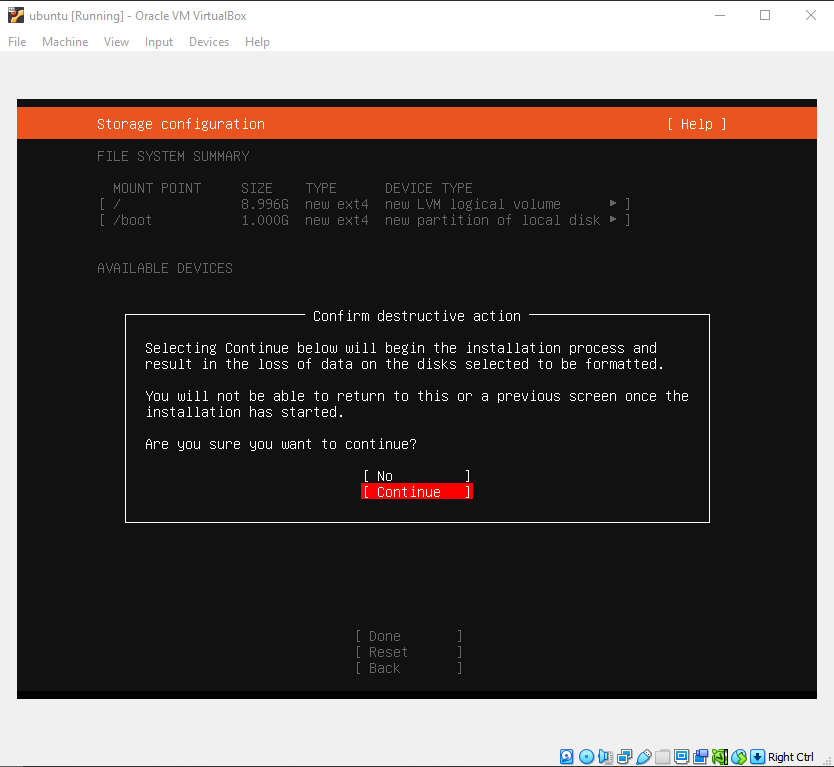 ubuntu [Running] - Oracle VM VirtualBox
File Machine View Input Devices Help
Storage configuration [ Help ]
FILE SYSTEM SUMMARY
MOUNT POINT SIZE TYPE DEVICE TYPE
[ / 8.996G new ext4 new LVM logical volume ▸ ]
[ /boot 1.000G new ext4 new partition of local disk ▸ ]
AVAILABLE DEVICES
Confirm destructive action
Selecting Continue below will begin the installation process and
result in the loss of data on the disks selected to be formatted.
You will not be able to return to this or a previous screen once the
installation has started.
Are you sure you want to continue?
[ No ]
[ Continue ]
[ Done ]
[ Reset ]
[ Back ]
Right Ctrl